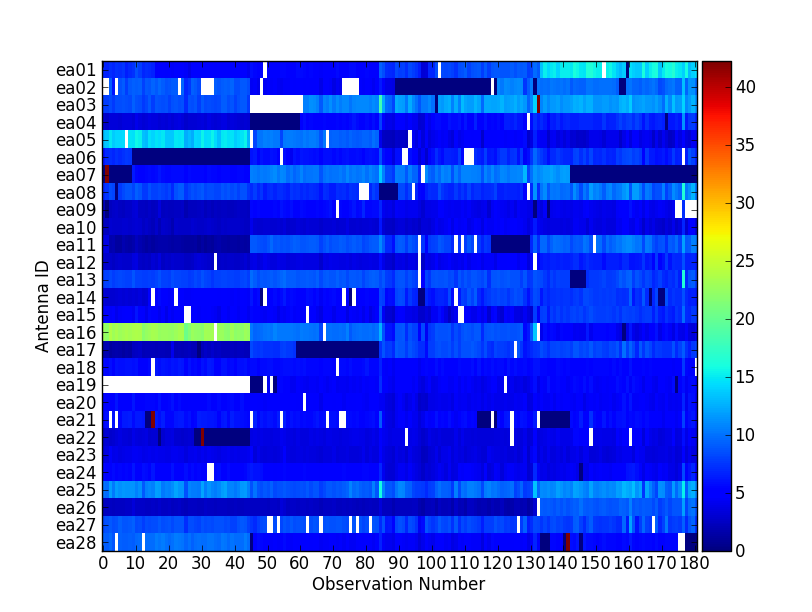 ea01
ea02
ea03
ea04
ea05
ea06
ea07
ea08
ea09
ea10
ea11
ea12
ea13
ea14
ea15
ea16
ea17
ea18
ea19
ea20
ea21
ea22
ea23
ea24
ea25
ea26
ea27
ea28
Antenna ID
0 10 20 30 40 50 60 70 80 90 100 110 120 130 140 150 160 170 180
Observation Number
40
35
30
25
20
15
10
5
0